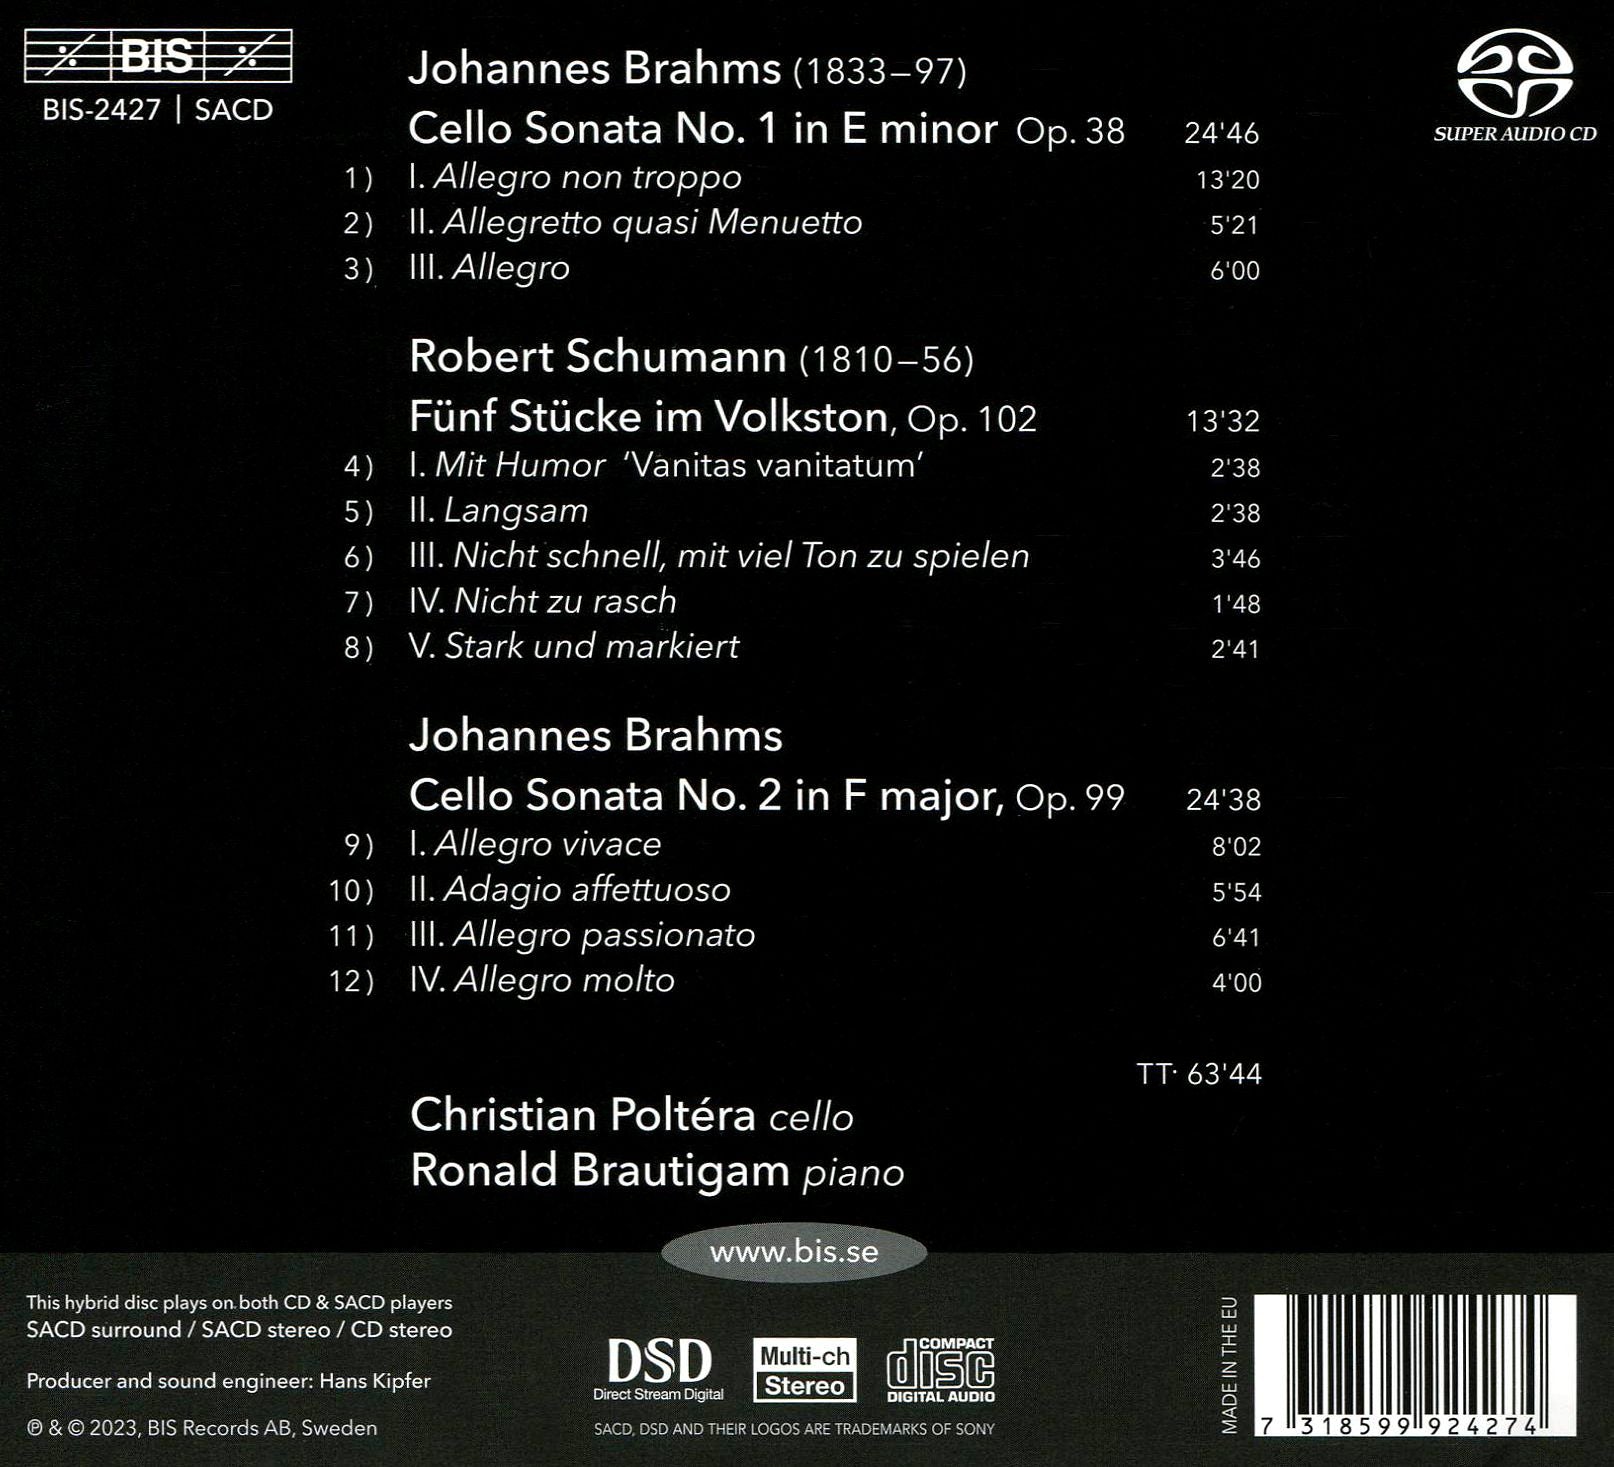 BIS
BIS-2427 | SACD
SUPER AUDIO CD
Johannes Brahms (1833–97)
Cello Sonata No. 1 in E minor Op. 38 24'46
1) I. Allegro non troppo 13'20
2) II. Allegretto quasi Menuetto 5'21
3) III. Allegro 6'00
Robert Schumann (1810–56)
Fünf Stücke im Volkston, Op. 102 13'32
4) I. Mit Humor ‘Vanitas vanitatum’ 2'38
5) II. Langsam 2'38
6) III. Nicht schnell, mit viel Ton zu spielen 3'46
7) IV. Nicht zu rasch 1'48
8) V. Stark und markiert 2'41
Johannes Brahms
Cello Sonata No. 2 in F major, Op. 99 24'38
9) I. Allegro vivace 8'02
10) II. Adagio affettuoso 5'54
11) III. Allegro passionato 6'41
12) IV. Allegro molto 4'00
TT· 63'44
Christian Poltéra cello
Ronald Brautigam piano
www.bis.se
This hybrid disc plays on both CD & SACD players
SACD surround / SACD stereo / CD stereo
Producer and sound engineer: Hans Kipfer
℗ & © 2023, BIS Records AB, Sweden
DSD
Direct Stream Digital
Multi-ch
Stereo
COMPACT
disc
DIGITAL AUDIO
SACD, DSD AND THEIR LOGOS ARE TRADEMARKS OF SONY
MADE IN THE EU
7 318599 924274